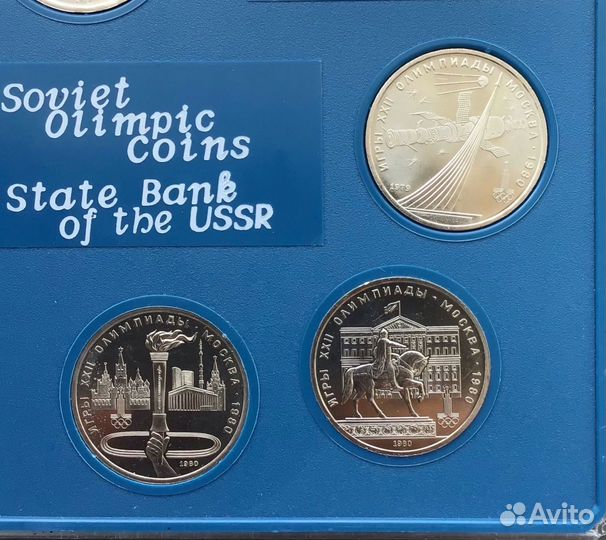 Soviet
Olimpic
Coins
State Bank
of the USSR
ИГРЫ XXII ОЛИМПИАДЫ · МОСКВА · 1980
1979
ИГРЫ XXII ОЛИМПИАДЫ · МОСКВА · 1980
1980
ИГРЫ XXII ОЛИМПИАДЫ · МОСКВА · 1980
1980
Avito